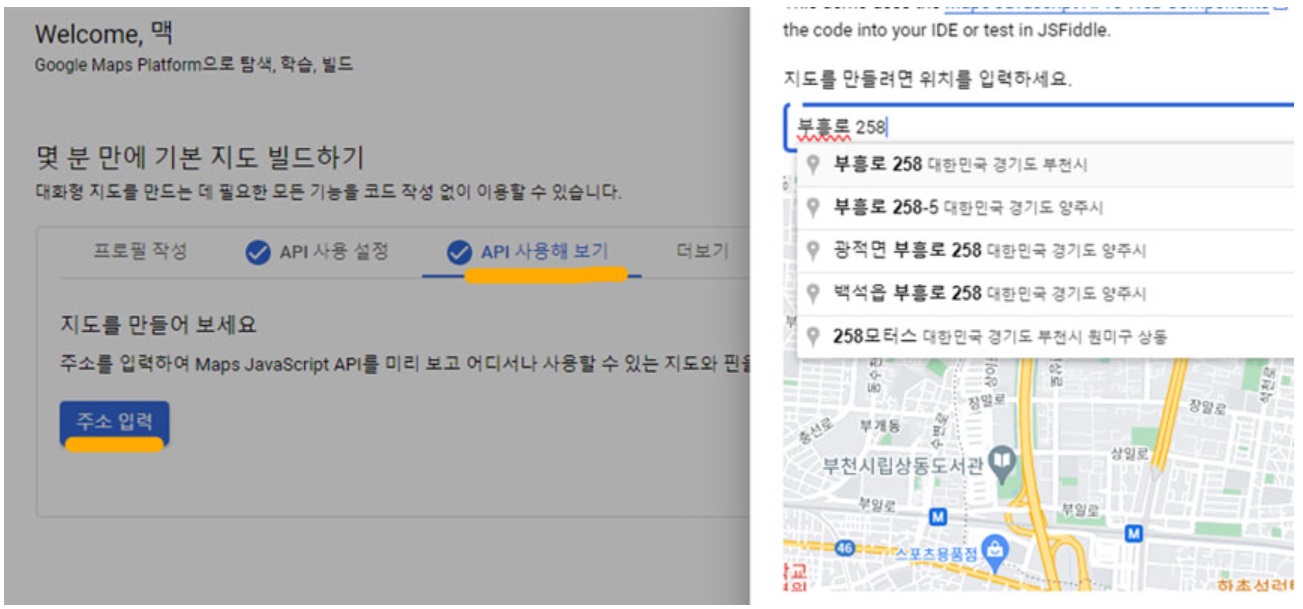 Welcome, 맥
Google Maps Platform으로 탐색, 학습, 빌드
몇 분 만에 기본 지도 빌드하기
대화형 지도를 만드는 데 필요한 모든 기능을 코드 작성 없이 이용할 수 있습니다.
프로필 작성
API 사용 설정
API 사용해 보기
더보기
지도를 만들어 보세요
주소를 입력하여 Maps JavaScript API를 미리 보고 어디서나 사용할 수 있는 지도와 핀을
주소 입력
the code into your IDE or test in JSFiddle.
지도를 만들려면 위치를 입력하세요.
부흥로 258
부흥로 258 대한민국 경기도 부천시
부흥로 258-5 대한민국 경기도 양주시
광적면 부흥로 258 대한민국 경기도 양주시
백석읍 부흥로 258 대한민국 경기도 양주시
258모터스 대한민국 경기도 부천시 원미구 상동
장말로
장말로
석천로
부개동
수변로
상일로
부천시립상동도서관
부일로
부일로
M
M
46
스포츠용품점